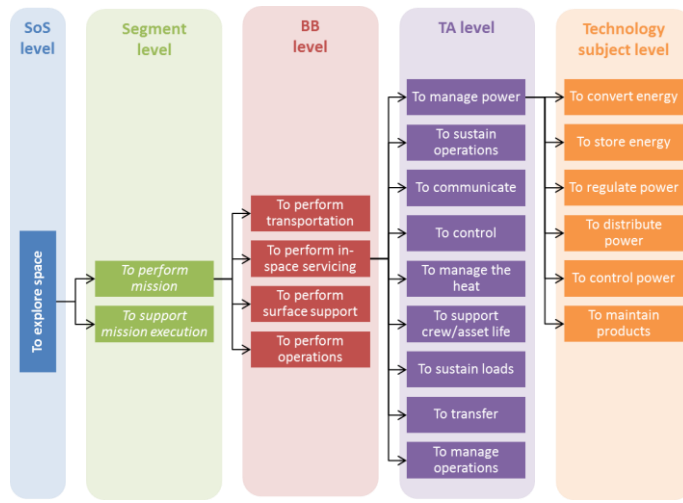 SoS
level
Segment
level
BB
level
TA level
Technology
subject level
To explore space
To perform
mission
To support
mission execution
To perform
transportation
To perform in-
space servicing
To perform
surface support
To perform
operations
To manage power
To sustain
operations
To communicate
To control
To manage the
heat
To support
crew/asset life
To sustain loads
To transfer
To manage
operations
To convert energy
To store energy
To regulate power
To distribute
power
To control power
To maintain
products